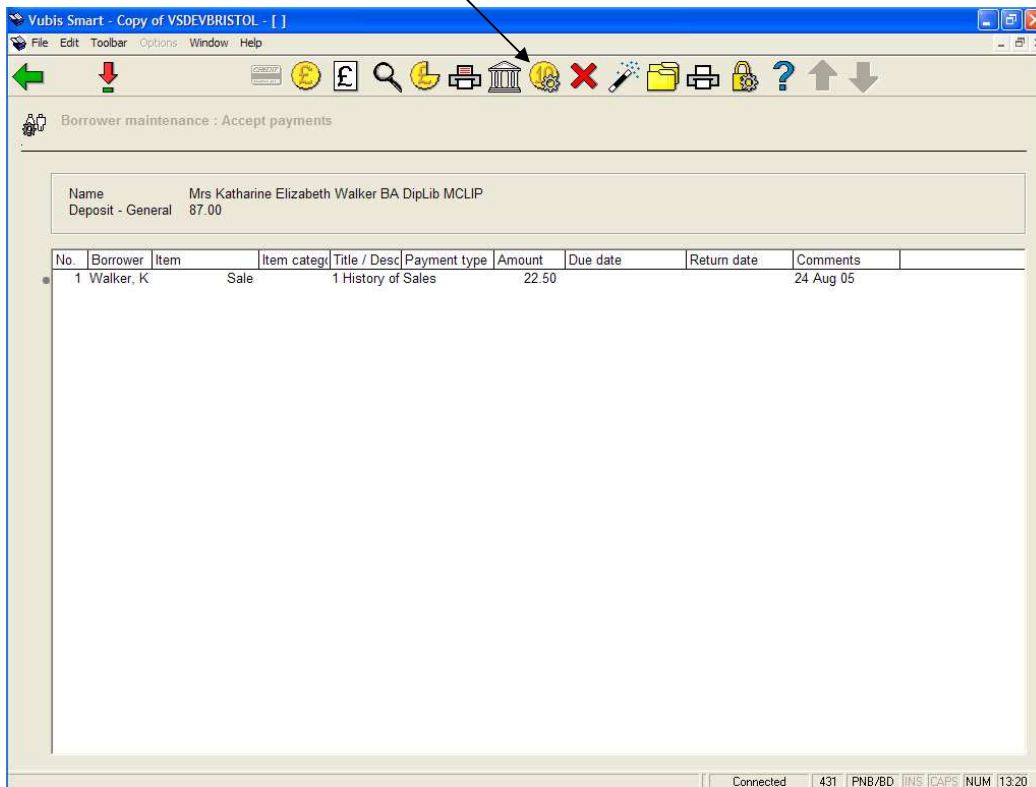 Vubis Smart - Copy of VSDEVBRISTOL - [ ]
File Edit Toolbar Options Window Help
Borrower maintenance : Accept payments
Name Mrs Katharine Elizabeth Walker BA DipLib MCLIP
Deposit - General 87.00
No. Borrower Item Item catego Title / Desc Payment type Amount Due date Return date Comments
1 Walker, K Sale 1 History of Sales 22.50 24 Aug 05
Connected 431 PNB/BD INS CAPS NUM 13:20